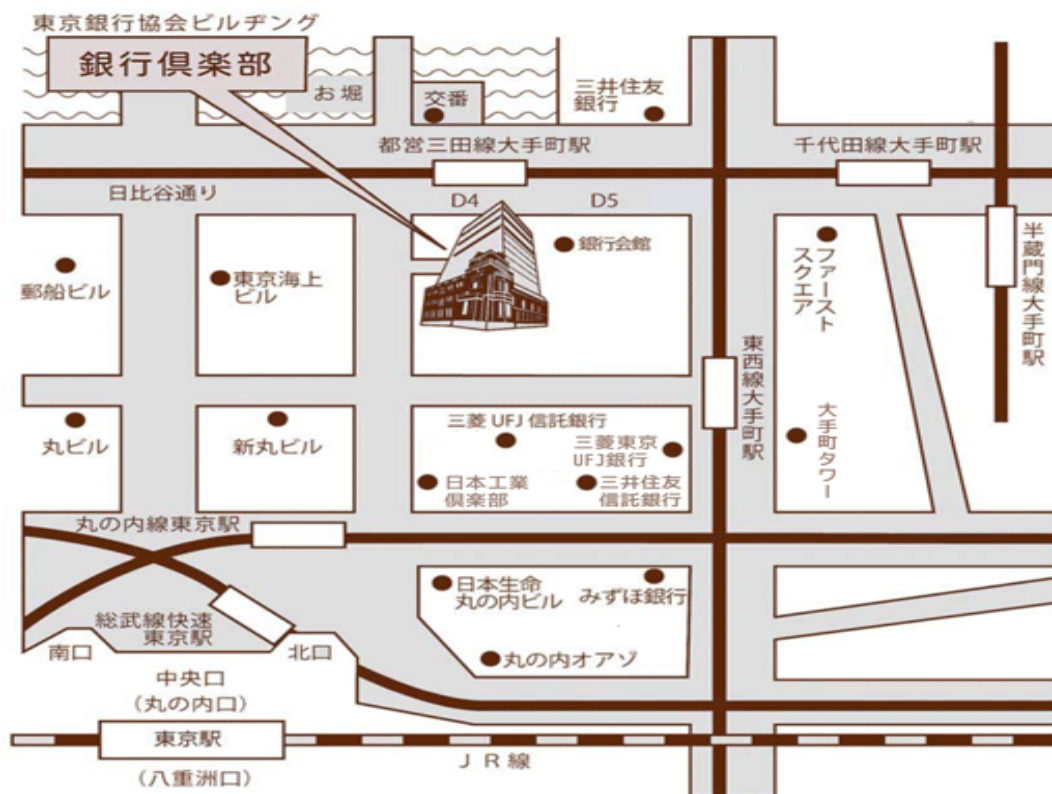 東京銀行協会ビルヂング
銀行倶楽部
お堀
交番
三井住友
銀行
都営三田線大手町駅
千代田線大手町駅
日比谷通り
D4
D5
郵船ビル
東京海上
ビル
銀行会館
ファースト
スクエア
半蔵門線大手町駅
東西線大手町駅
丸ビル
新丸ビル
三菱 UFJ 信託銀行
三菱東京
UFJ銀行
日本工業
倶楽部
三井住友
信託銀行
大手町タワー
丸の内線東京駅
日本生命
丸の内ビル
みずほ銀行
総武線快速
東京駅
南口
北口
丸の内オアゾ
中央口
(丸の内口)
東京駅
JR線
(八重洲口)